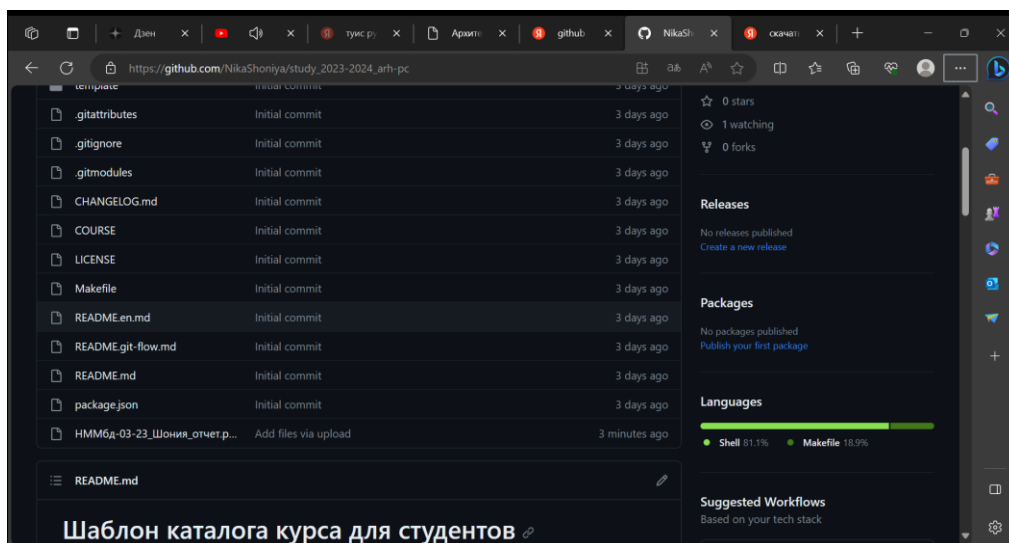 Дзен
туис ру
Архите
github
NikaSh
скачат
https://github.com/NikaShoniya/study_2023-2024_arh-pc
template Initial commit 3 days ago
.gitattributes Initial commit 3 days ago
.gitignore Initial commit 3 days ago
.gitmodules Initial commit 3 days ago
CHANGELOG.md Initial commit 3 days ago
COURSE Initial commit 3 days ago
LICENSE Initial commit 3 days ago
Makefile Initial commit 3 days ago
README.en.md Initial commit 3 days ago
README.git-flow.md Initial commit 3 days ago
README.md Initial commit 3 days ago
package.json Initial commit 3 days ago
НММбд-03-23_Шония_отчет.p... Add files via upload 3 minutes ago
README.md
Шаблон каталога курса для студентов
0 stars
1 watching
0 forks
Releases
No releases published
Create a new release
Packages
No packages published
Publish your first package
Languages
Shell 81.1% Makefile 18.9%
Suggested Workflows
Based on your tech stack